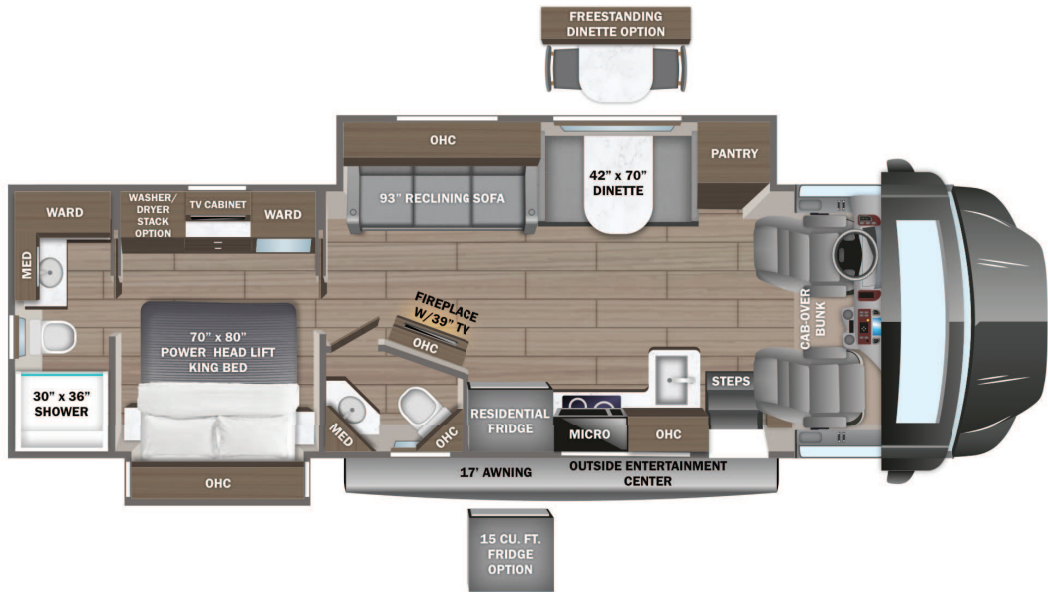 FREESTANDING
DINETTE OPTION
OHC
PANTRY
42” x 70”
DINETTE
93” RECLINING SOFA
WARD
WASHER/
DRYER
STACK
OPTION
TV CABINET
WARD
MED
FIREPLACE
W/39” TV
OHC
CAB-OVER
BUNK
70” x 80”
POWER HEAD LIFT
KING BED
30” x 36”
SHOWER
STEPS
RESIDENTIAL
FRIDGE
MICRO
OHC
MED
OHC
17’ AWNING
OUTSIDE ENTERTAINMENT
CENTER
OHC
15 CU. FT.
FRIDGE
OPTION